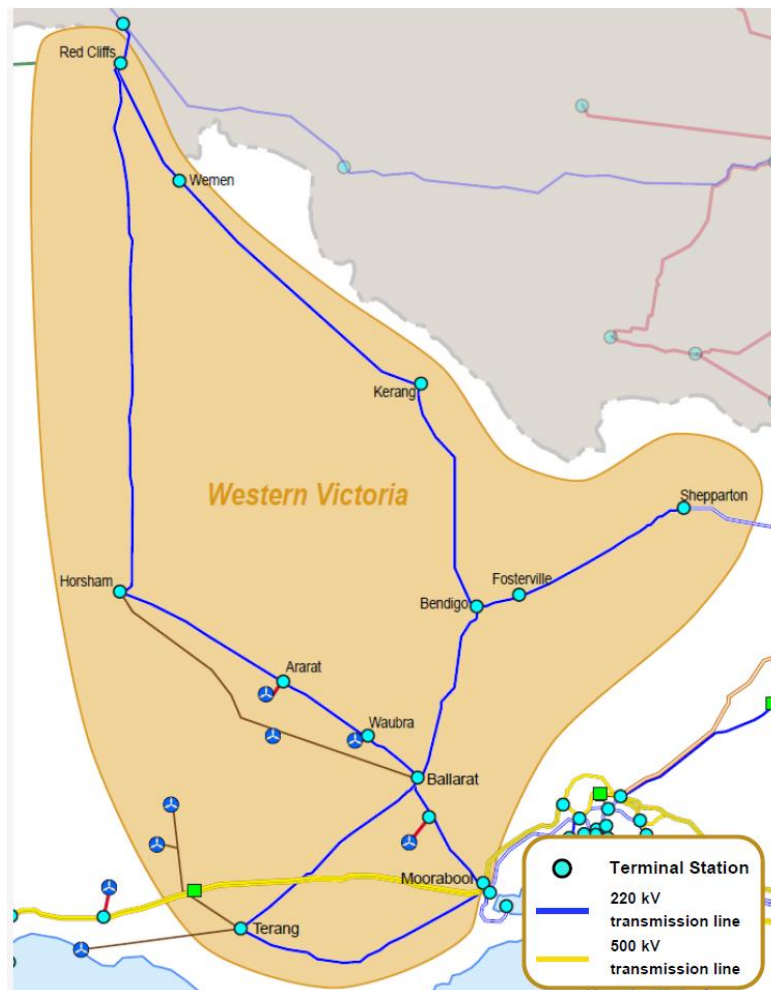 Red Cliffs
Wemen
Kerang
Western Victoria
Shepparton
Horsham
Fosterville
Bendigo
Ararat
Waubra
Ballarat
Moorabool
Terang
Terminal Station
220 kV
transmission line
500 kV
transmission line